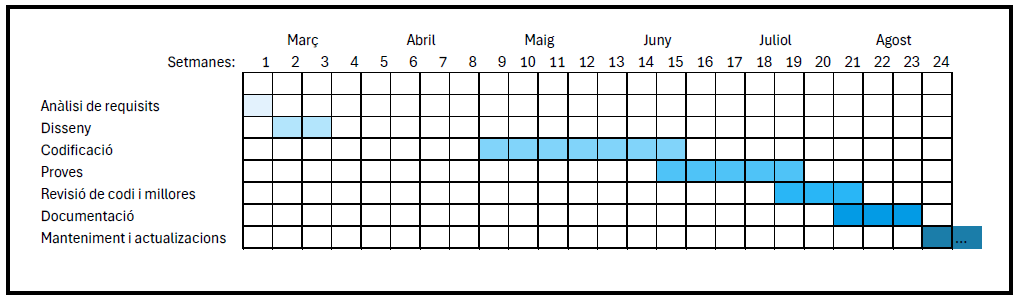 Març Abril Maig Juny Juliol Agost
Setmanes: 1 2 3 4 5 6 7 8 9 10 11 12 13 14 15 16 17 18 19 20 21 22 23 24
Anàlisi de requisits
Disseny
Codificació
Proves
Revisió de codi i millores
Documentació
Manteniment i actualizacions ...